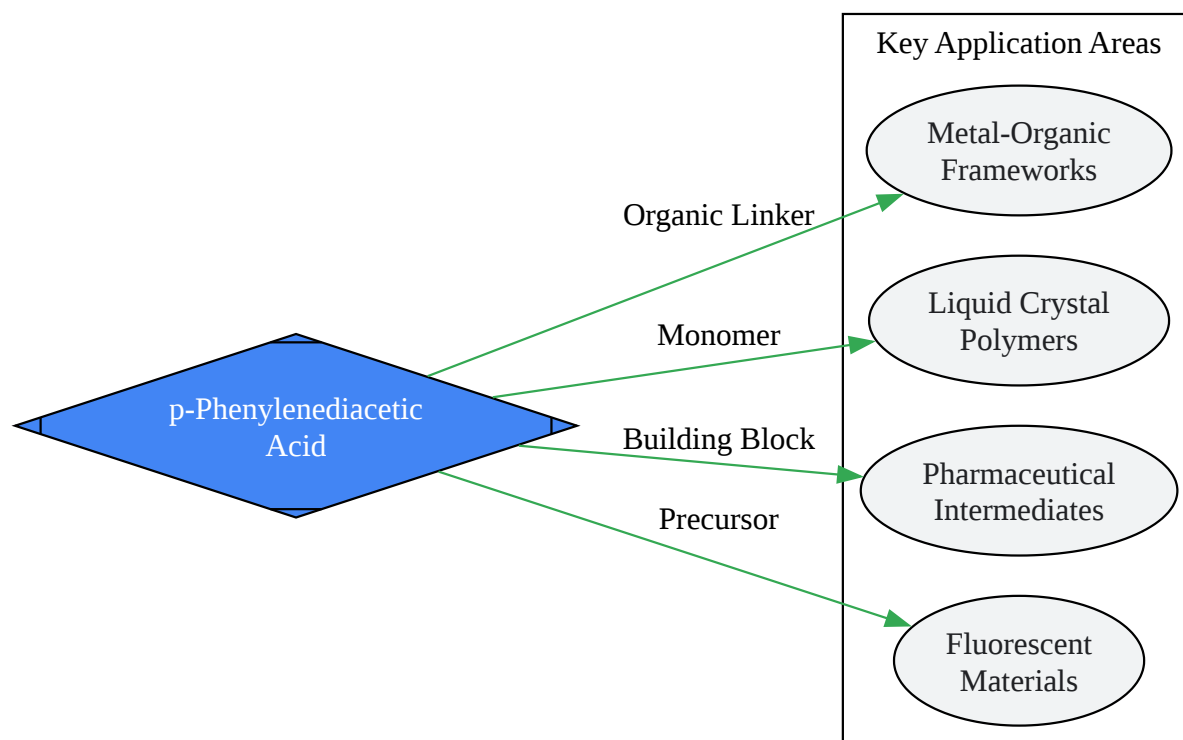 Key Application Areas
Metal-Organic
Frameworks
Organic Linker
Liquid Crystal
Polymers
Monomer
p-Phenylenediacetic
Acid
Building Block
Pharmaceutical
Intermediates
Precursor
Fluorescent
Materials